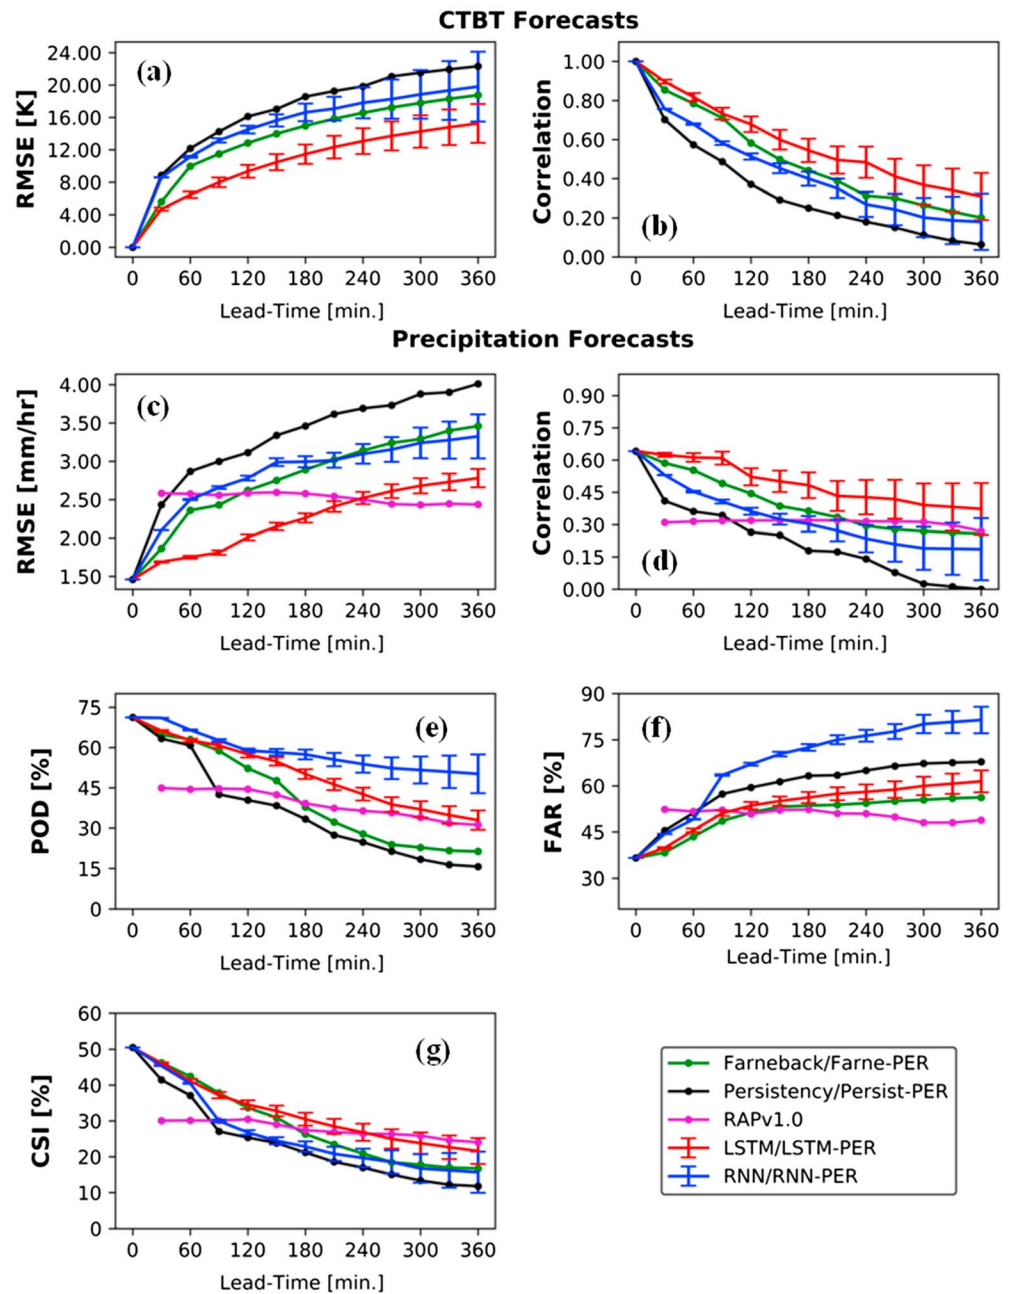 CTBT Forecasts
24.00
20.00
16.00
12.00
8.00
4.00
0.00
RMSE [K]
(a)
0 60 120 180 240 300 360
Lead-Time [min.]
1.00
0.80
0.60
0.40
0.20
0.00
Correlation
(b)
0 60 120 180 240 300 360
Lead-Time [min.]
Precipitation Forecasts
4.00
3.50
3.00
2.50
2.00
1.50
RMSE [mm/hr]
(c)
0 60 120 180 240 300 360
Lead-Time [min.]
0.90
0.75
0.60
0.45
0.30
0.15
0.00
Correlation
(d)
0 60 120 180 240 300 360
Lead-Time [min.]
75
60
45
30
15
0
POD [%]
(e)
0 60 120 180 240 300 360
Lead-Time [min.]
90
75
60
45
30
FAR [%]
(f)
0 60 120 180 240 300 360
Lead-Time [min.]
60
50
40
30
20
10
0
CSI [%]
(g)
0 60 120 180 240 300 360
Lead-Time [min.]
Farneback/Farne-PER
Persistency/Persist-PER
RAPv1.0
LSTM/LSTM-PER
RNN/RNN-PER